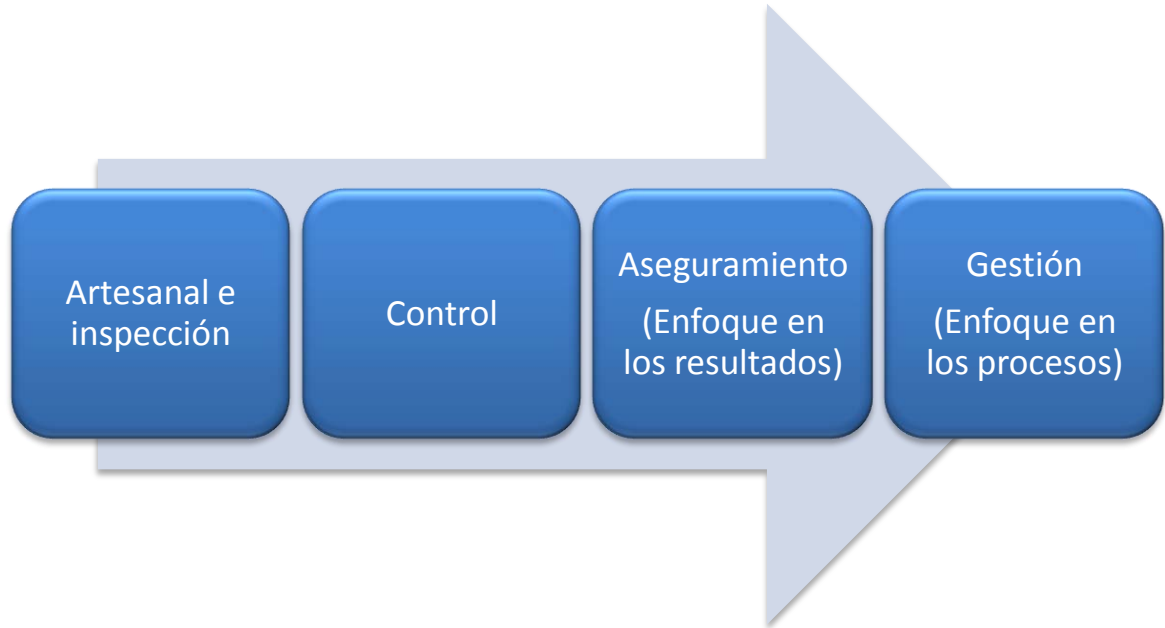 Artesanal e
inspección
Control
Aseguramiento
(Enfoque en
los resultados)
Gestión
(Enfoque en
los procesos)